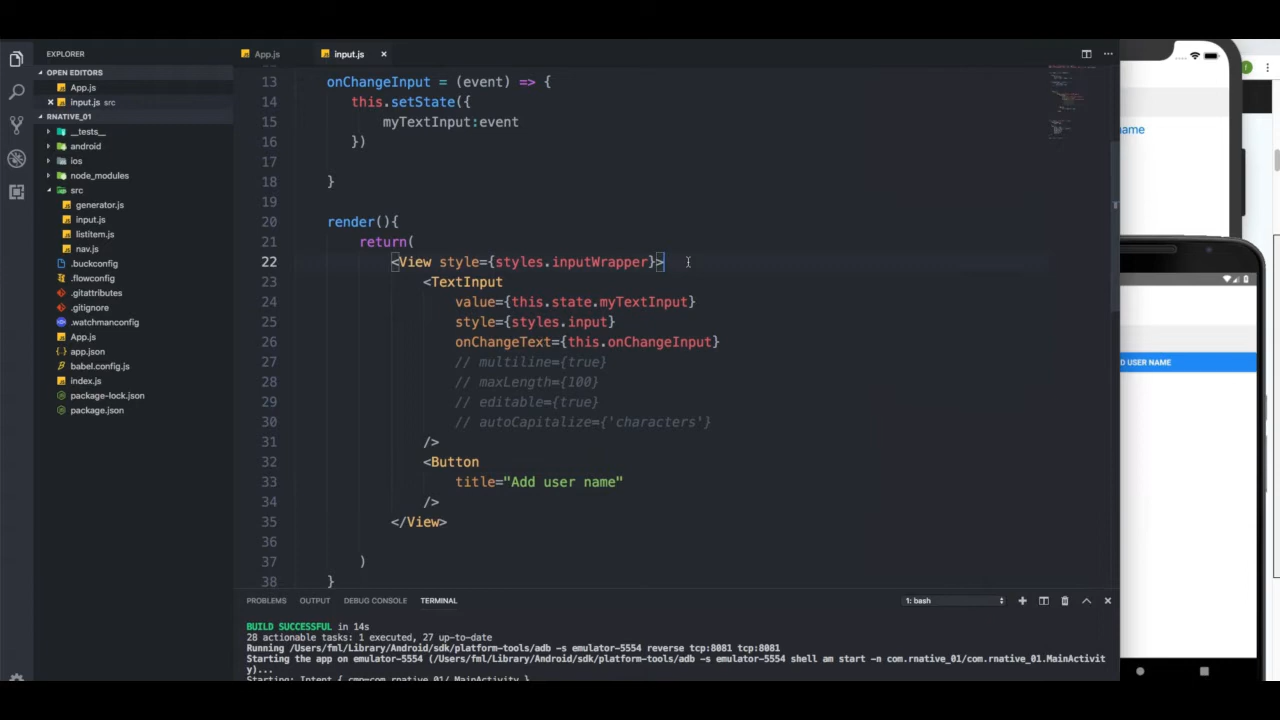 EXPLORER
OPEN EDITORS
App.js
input.js src
RNATIVE_01
__tests__
android
ios
node_modules
src
generator.js
input.js
listitem.js
nav.js
.buckconfig
.flowconfig
.gitattributes
.gitignore
.watchmanconfig
App.js
app.json
babel.config.js
index.js
package-lock.json
package.json
App.js
input.js
13 onChangeInput = (event) => {
14 this.setState({
15 myTextInput:event
16 })
17
18 }
19
20 render(){
21 return(
22 <View style={styles.inputWrapper}>
23 <TextInput
24 value={this.state.myTextInput}
25 style={styles.input}
26 onChangeText={this.onChangeInput}
27 // multiline={true}
28 // maxLength={100}
29 // editable={true}
30 // autoCapitalize={'characters'}
31 />
32 <Button
33 title="Add user name"
34 />
35 </View>
36
37 )
38 }
PROBLEMS OUTPUT DEBUG CONSOLE TERMINAL
1: bash
BUILD SUCCESSFUL in 14s
28 actionable tasks: 1 executed, 27 up-to-date
Running /Users/fml/Library/Android/sdk/platform-tools/adb -s emulator-5554 reverse tcp:8081 tcp:8081
Starting the app on emulator-5554 (/Users/fml/Library/Android/sdk/platform-tools/adb -s emulator-5554 shell am start -n com.rnative_01/com.rnative_01.MainActivit
y)...
Starting: Intent { cmp=com.rnative_01/.MainActivity }
name
D USER NAME